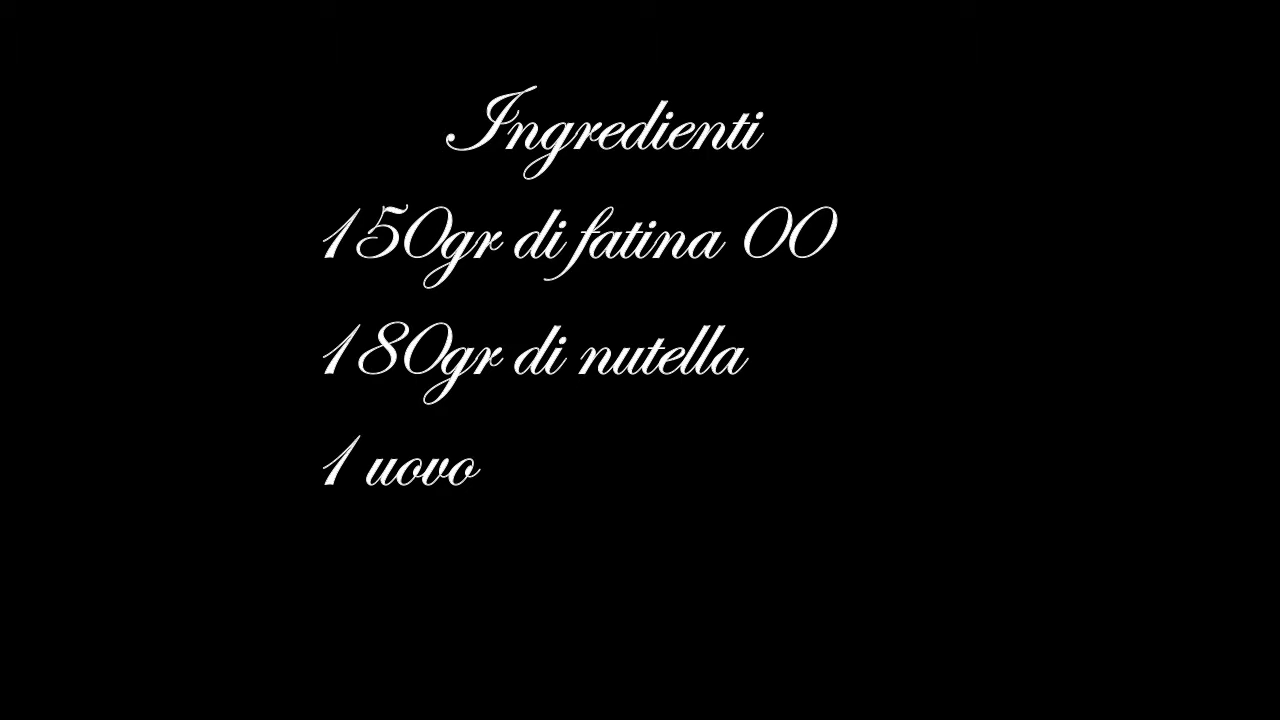 Ingredienti
150gr di fatina 00
180gr di nutella
1 uovo